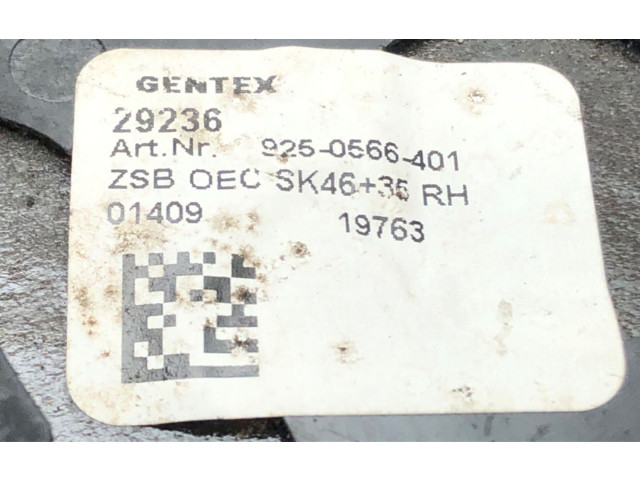 GENTEX
29236
Art.Nr. 925-0566-401
ZSB OEC SK46+35 RH
01409 19763